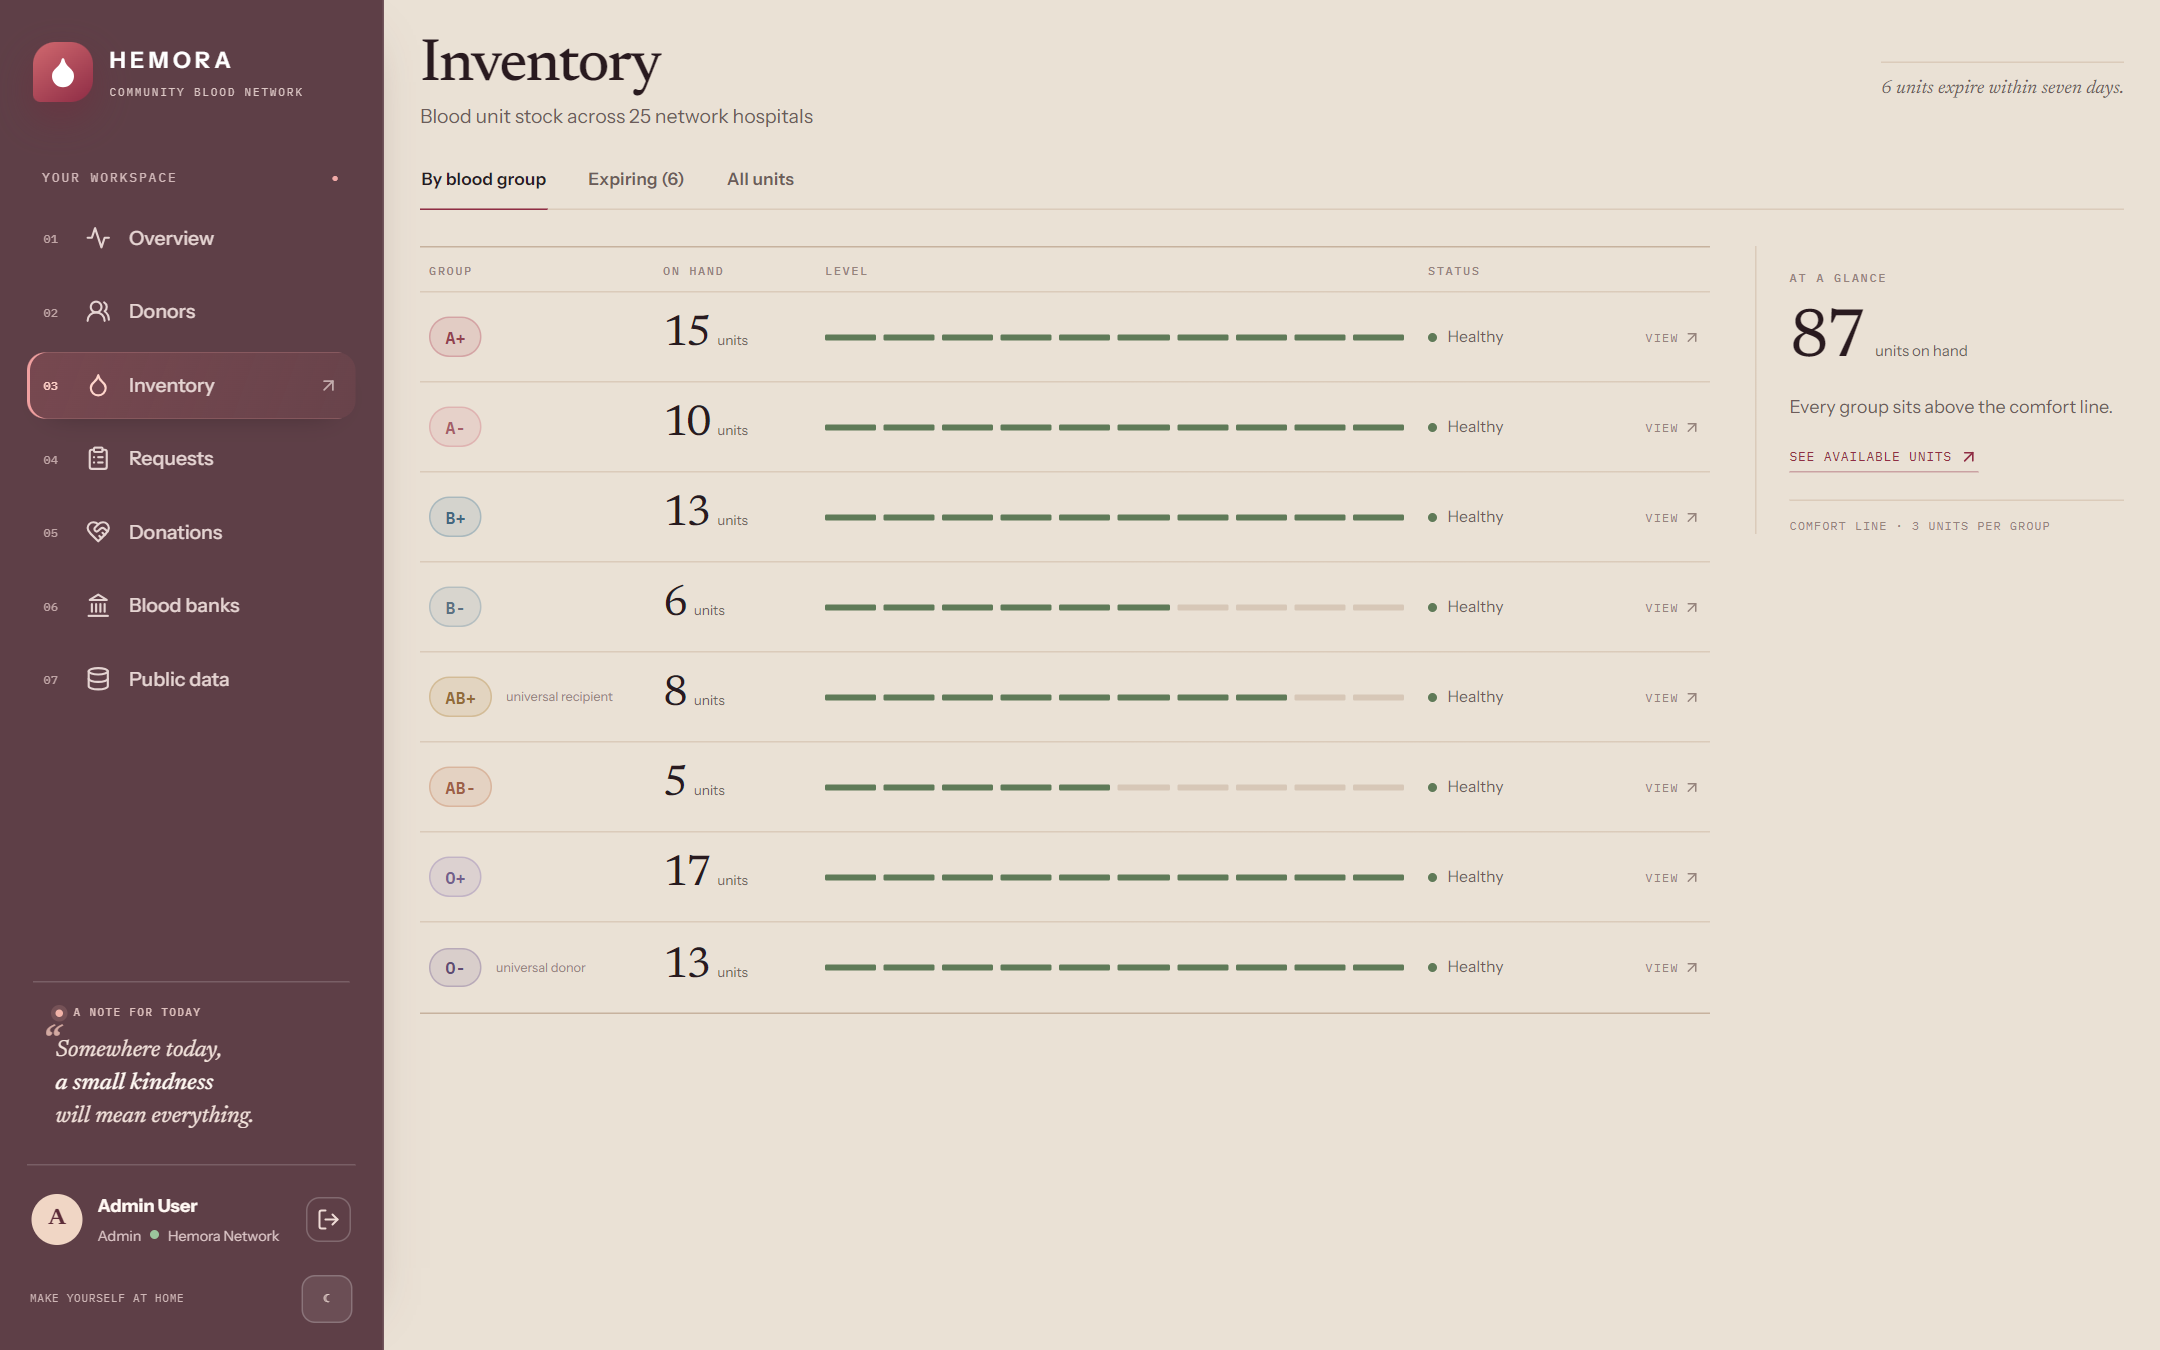 HEMORA
COMMUNITY BLOOD NETWORK
YOUR WORKSPACE
01 Overview
02 Donors
03 Inventory
04 Requests
05 Donations
06 Blood banks
07 Public data
A NOTE FOR TODAY
“Somewhere today,
a small kindness
will mean everything.
A
Admin User
Admin Hemora Network
MAKE YOURSELF AT HOME
Inventory
Blood unit stock across 25 network hospitals
6 units expire within seven days.
By blood group Expiring (6) All units
GROUP ON HAND LEVEL STATUS
A+ 15 units Healthy VIEW
A- 10 units Healthy VIEW
B+ 13 units Healthy VIEW
B- 6 units Healthy VIEW
AB+ universal recipient 8 units Healthy VIEW
AB- 5 units Healthy VIEW
O+ 17 units Healthy VIEW
O- universal donor 13 units Healthy VIEW
AT A GLANCE
87 units on hand
Every group sits above the comfort line.
SEE AVAILABLE UNITS
COMFORT LINE · 3 UNITS PER GROUP